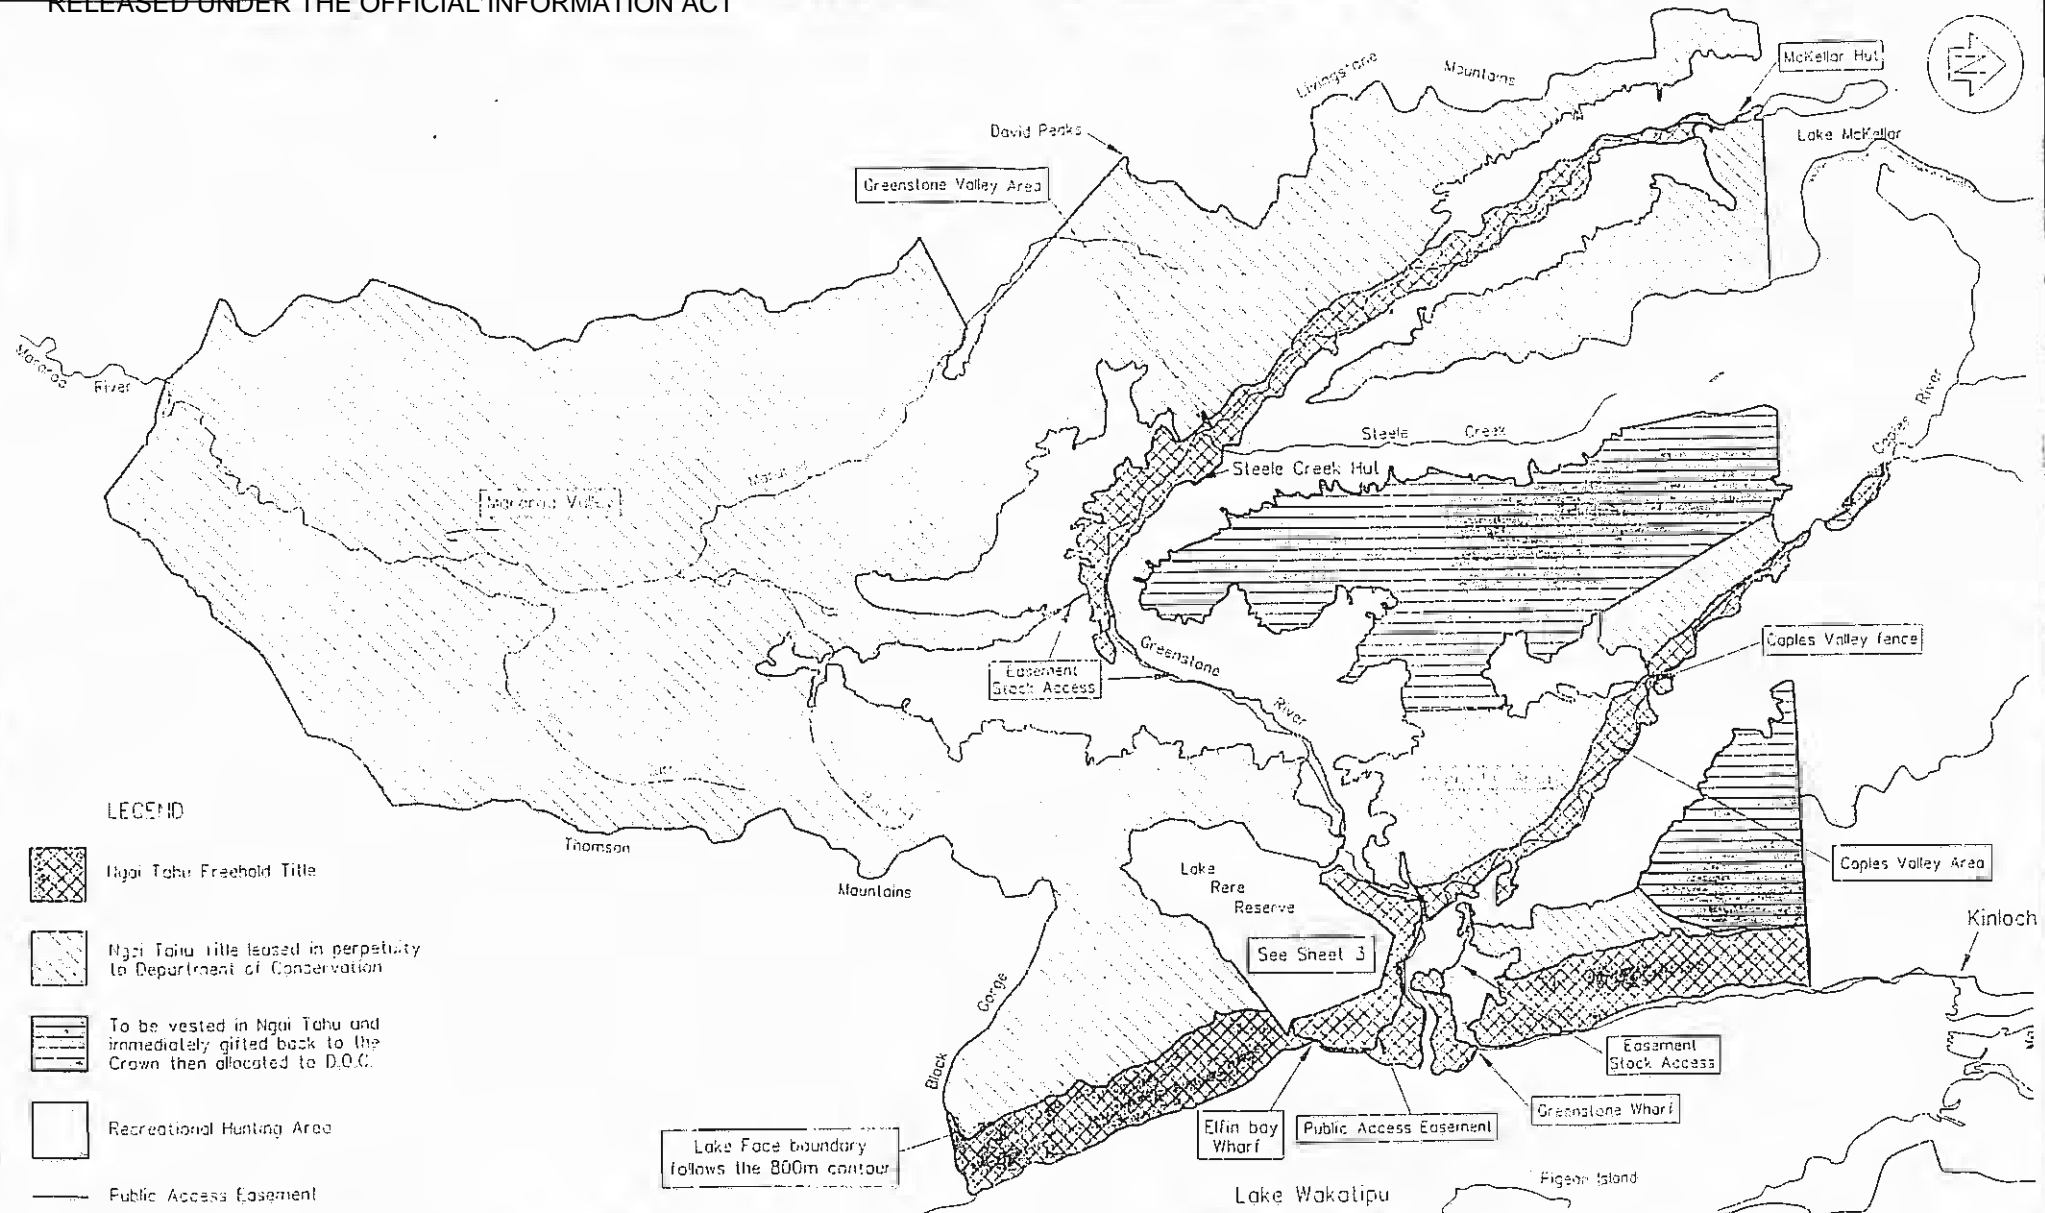 RELEASED UNDER THE OFFICIAL INFORMATION ACT
Livingstone
Mountains
McKellar Hut
N
David Peaks
Lake McKellar
Greenstone Valley Area
River
Steele Creek
Steele Creek Hut
Caples River
Greenstone
River
Easement
Stock Access
Caples Valley fence
LEGEND
Ngai Tahu Freehold Title
Ngai Tahu Title leased in perpetuity
to Department of Conservation
To be vested in Ngai Tahu and
immediately gifted back to the
Crown then allocated to D.O.C.
Recreational Hunting Area
Public Access Easement
Thomson
Mountains
Lake
Rere
Reserve
See Sheet 3
Caples Valley Area
Kinloch
Black
Gorge
Easement
Stock Access
Greenstone Wharf
Elfin bay
Wharf
Public Access Easement
Lake Face boundary
follows the 800m contour
Pigeon Island
Lake Wakatipu